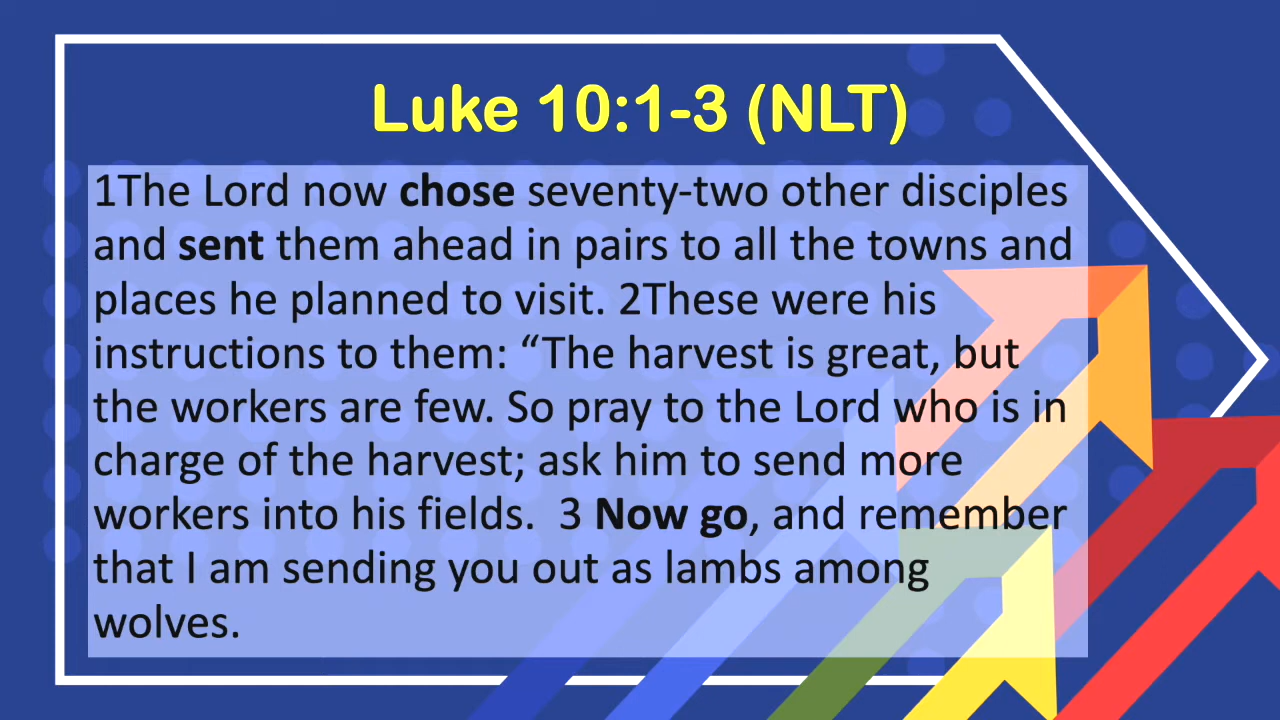 Luke 10:1-3 (NLT)
1The Lord now chose seventy-two other disciples
and sent them ahead in pairs to all the towns and
places he planned to visit. 2These were his
instructions to them: “The harvest is great, but
the workers are few. So pray to the Lord who is in
charge of the harvest; ask him to send more
workers into his fields.  3 Now go, and remember
that I am sending you out as lambs among
wolves.